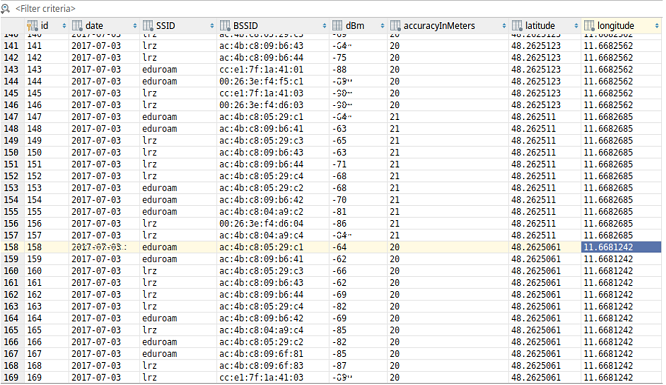 <Filter criteria>
id date SSID BSSID dBm accuracyInMeters latitude longitude
141 141 2017-07-03 lrz ac:4b:c8:09:b6:43 20 48.2625123 11.6682562
142 142 2017-07-03 lrz ac:4b:c8:09:b6:44 -75 20 48.2625123 11.6682562
143 143 2017-07-03 eduroam cc:e1:7f:1a:41:01 -88 20 48.2625123 11.6682562
144 144 2017-07-03 eduroam 00:26:3e:f4:f5:c1 20 48.2625123 11.6682562
145 145 2017-07-03 lrz cc:e1:7f:1a:41:03 20 48.2625123 11.6682562
146 146 2017-07-03 lrz 00:26:3e:f4:d6:03 20 48.2625123 11.6682562
147 147 2017-07-03 eduroam ac:4b:c8:05:29:c1 21 48.262511 11.6682685
148 148 2017-07-03 eduroam ac:4b:c8:09:b6:41 -63 21 48.262511 11.6682685
149 149 2017-07-03 lrz ac:4b:c8:05:29:c3 -65 21 48.262511 11.6682685
150 150 2017-07-03 lrz ac:4b:c8:09:b6:43 -63 21 48.262511 11.6682685
151 151 2017-07-03 lrz ac:4b:c8:09:b6:44 -71 21 48.262511 11.6682685
152 152 2017-07-03 lrz ac:4b:c8:05:29:c4 -68 21 48.262511 11.6682685
153 153 2017-07-03 eduroam ac:4b:c8:05:29:c2 -68 21 48.262511 11.6682685
154 154 2017-07-03 eduroam ac:4b:c8:09:b6:42 -70 21 48.262511 11.6682685
155 155 2017-07-03 eduroam ac:4b:c8:04:a9:c2 -81 21 48.262511 11.6682685
156 156 2017-07-03 lrz 00:26:3e:f4:d6:04 -86 21 48.262511 11.6682685
157 157 2017-07-03 lrz ac:4b:c8:04:a9:c4 21 48.262511 11.6682685
158 158 2017-07-03 eduroam ac:4b:c8:05:29:c1 -64 20 48.2625061 11.6681242
159 159 2017-07-03 eduroam ac:4b:c8:09:b6:41 -62 20 48.2625061 11.6681242
160 160 2017-07-03 lrz ac:4b:c8:05:29:c3 -66 20 48.2625061 11.6681242
161 161 2017-07-03 lrz ac:4b:c8:09:b6:43 -62 20 48.2625061 11.6681242
162 162 2017-07-03 lrz ac:4b:c8:09:b6:44 -69 20 48.2625061 11.6681242
163 163 2017-07-03 lrz ac:4b:c8:05:29:c4 -82 20 48.2625061 11.6681242
164 164 2017-07-03 eduroam ac:4b:c8:09:b6:42 -69 20 48.2625061 11.6681242
165 165 2017-07-03 lrz ac:4b:c8:04:a9:c4 -85 20 48.2625061 11.6681242
166 166 2017-07-03 eduroam ac:4b:c8:05:29:c2 -82 20 48.2625061 11.6681242
167 167 2017-07-03 eduroam ac:4b:c8:09:6f:81 -85 20 48.2625061 11.6681242
168 168 2017-07-03 lrz ac:4b:c8:09:6f:83 -87 20 48.2625061 11.6681242
169 169 2017-07-03 lrz cc:e1:7f:1a:41:03 20 48.2625061 11.6681242